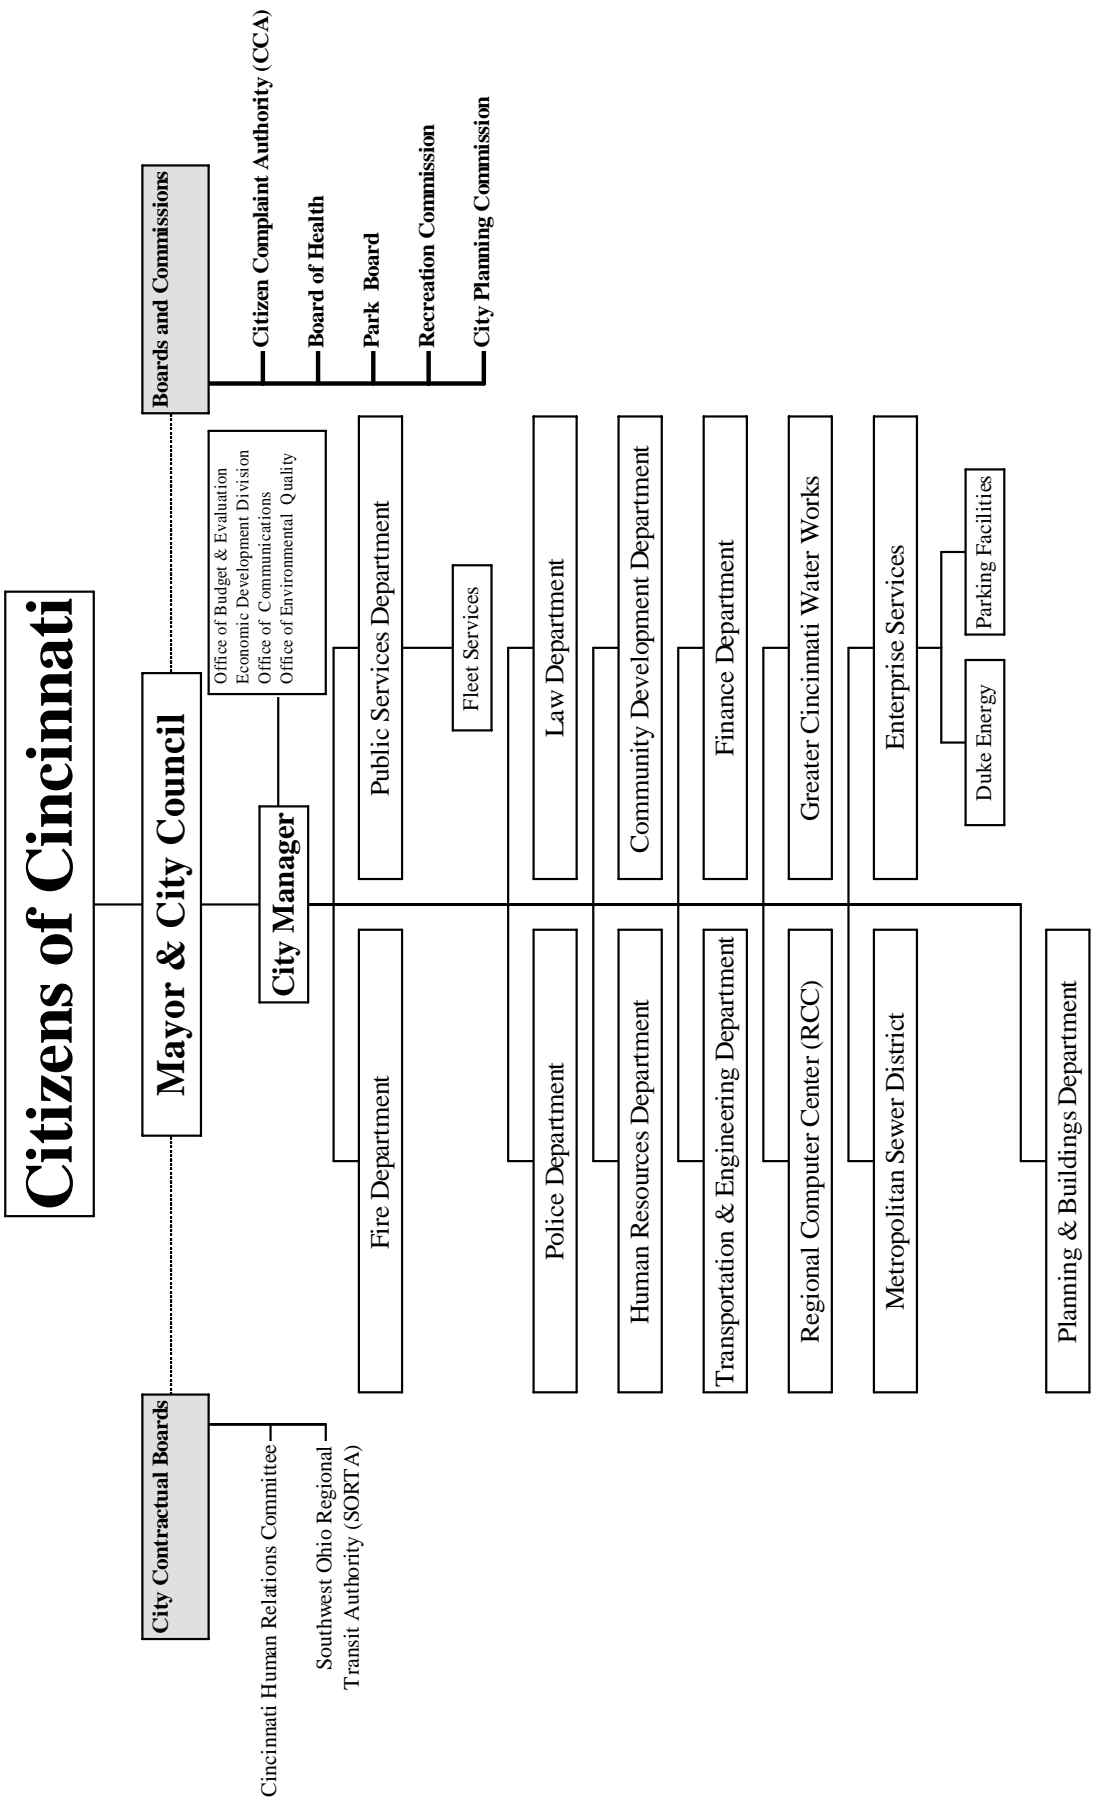 Citizens of Cincinnati
City Contractual Boards
Mayor & City Council
Boards and Commissions
Cincinnati Human Relations Committee
Southwest Ohio Regional
Transit Authority (SORTA)
City Manager
Office of Budget & Evaluation
Economic Development Division
Office of Communications
Office of Environmental Quality
Citizen Complaint Authority (CCA)
Board of Health
Park Board
Recreation Commission
City Planning Commission
Fire Department
Public Services Department
Fleet Services
Police Department
Law Department
Human Resources Department
Community Development Department
Transportation & Engineering Department
Finance Department
Regional Computer Center (RCC)
Greater Cincinnati Water Works
Metropolitan Sewer District
Enterprise Services
Duke Energy
Parking Facilities
Planning & Buildings Department